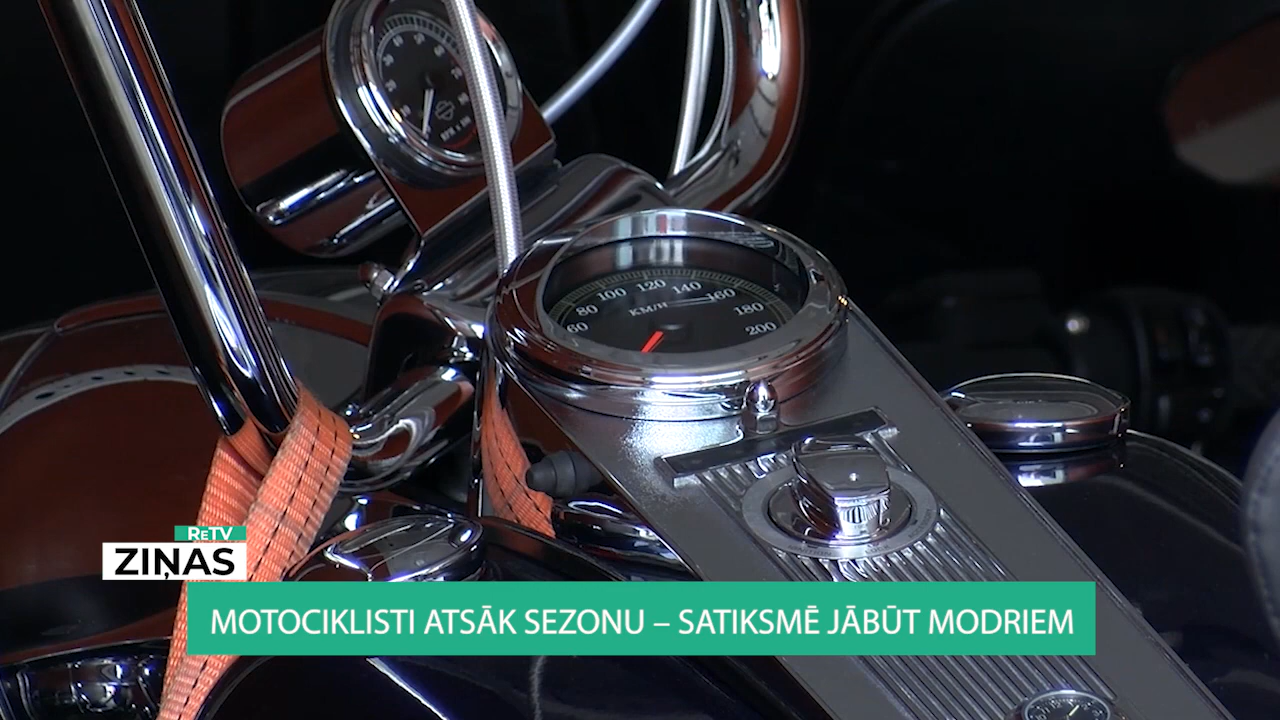 60
80
100
120
140
160
180
200
KM/H
RETV
ZIŅAS
MOTOCIKLISTI ATSĀK SEZONU – SATIKSMĒ JĀBŪT MODRIEM